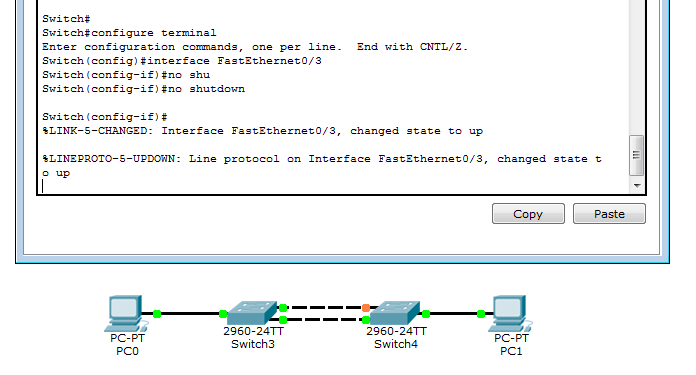 Switch#
Switch#configure terminal
Enter configuration commands, one per line.  End with CNTL/Z.
Switch(config)#interface FastEthernet0/3
Switch(config-if)#no shu
Switch(config-if)#no shutdown
Switch(config-if)#
%LINK-5-CHANGED: Interface FastEthernet0/3, changed state to up
%LINEPROTO-5-UPDOWN: Line protocol on Interface FastEthernet0/3, changed state t
o up
Copy
Paste
PC-PT
PC0
2960-24TT
Switch3
2960-24TT
Switch4
PC-PT
PC1